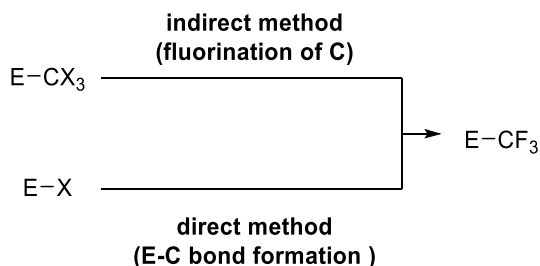 indirect method
(fluorination of C)
E−CX₃
E−CF₃
E−X
direct method
(E-C bond formation )